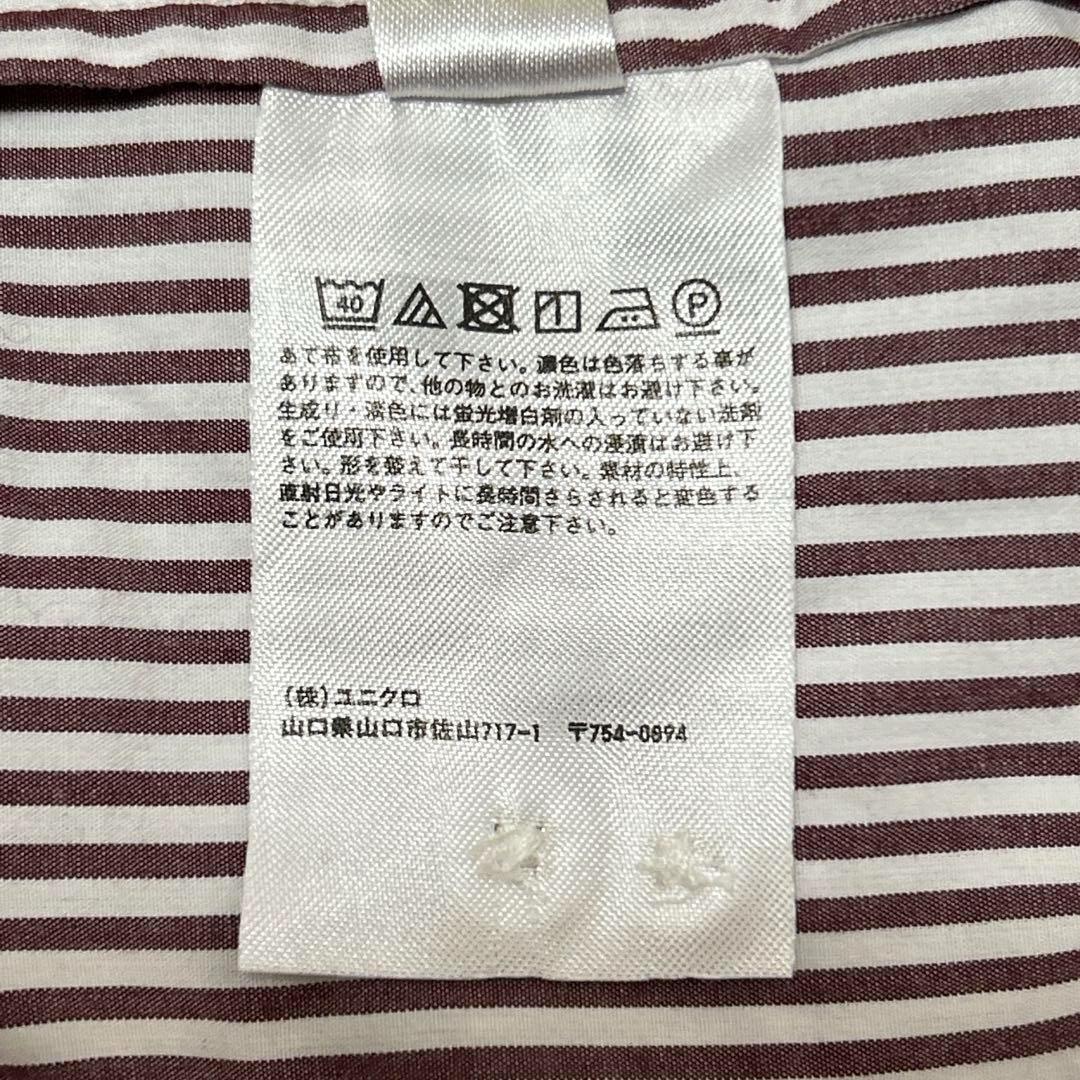 40 P
あて布を使用して下さい。濃色は色落ちする事が
ありますので、他の物とのお洗濯はお避け下さい。
生成り・淡色には蛍光増白剤の入っていない洗剤
をご使用下さい。長時間の水への浸漬はお避け下
さい。形を整えて干して下さい。素材の特性上、
直射日光やライトに長時間さらされると変色する
ことがありますのでご注意下さい。
(株)ユニクロ
山口県山口市佐山717-1 〒754-0894